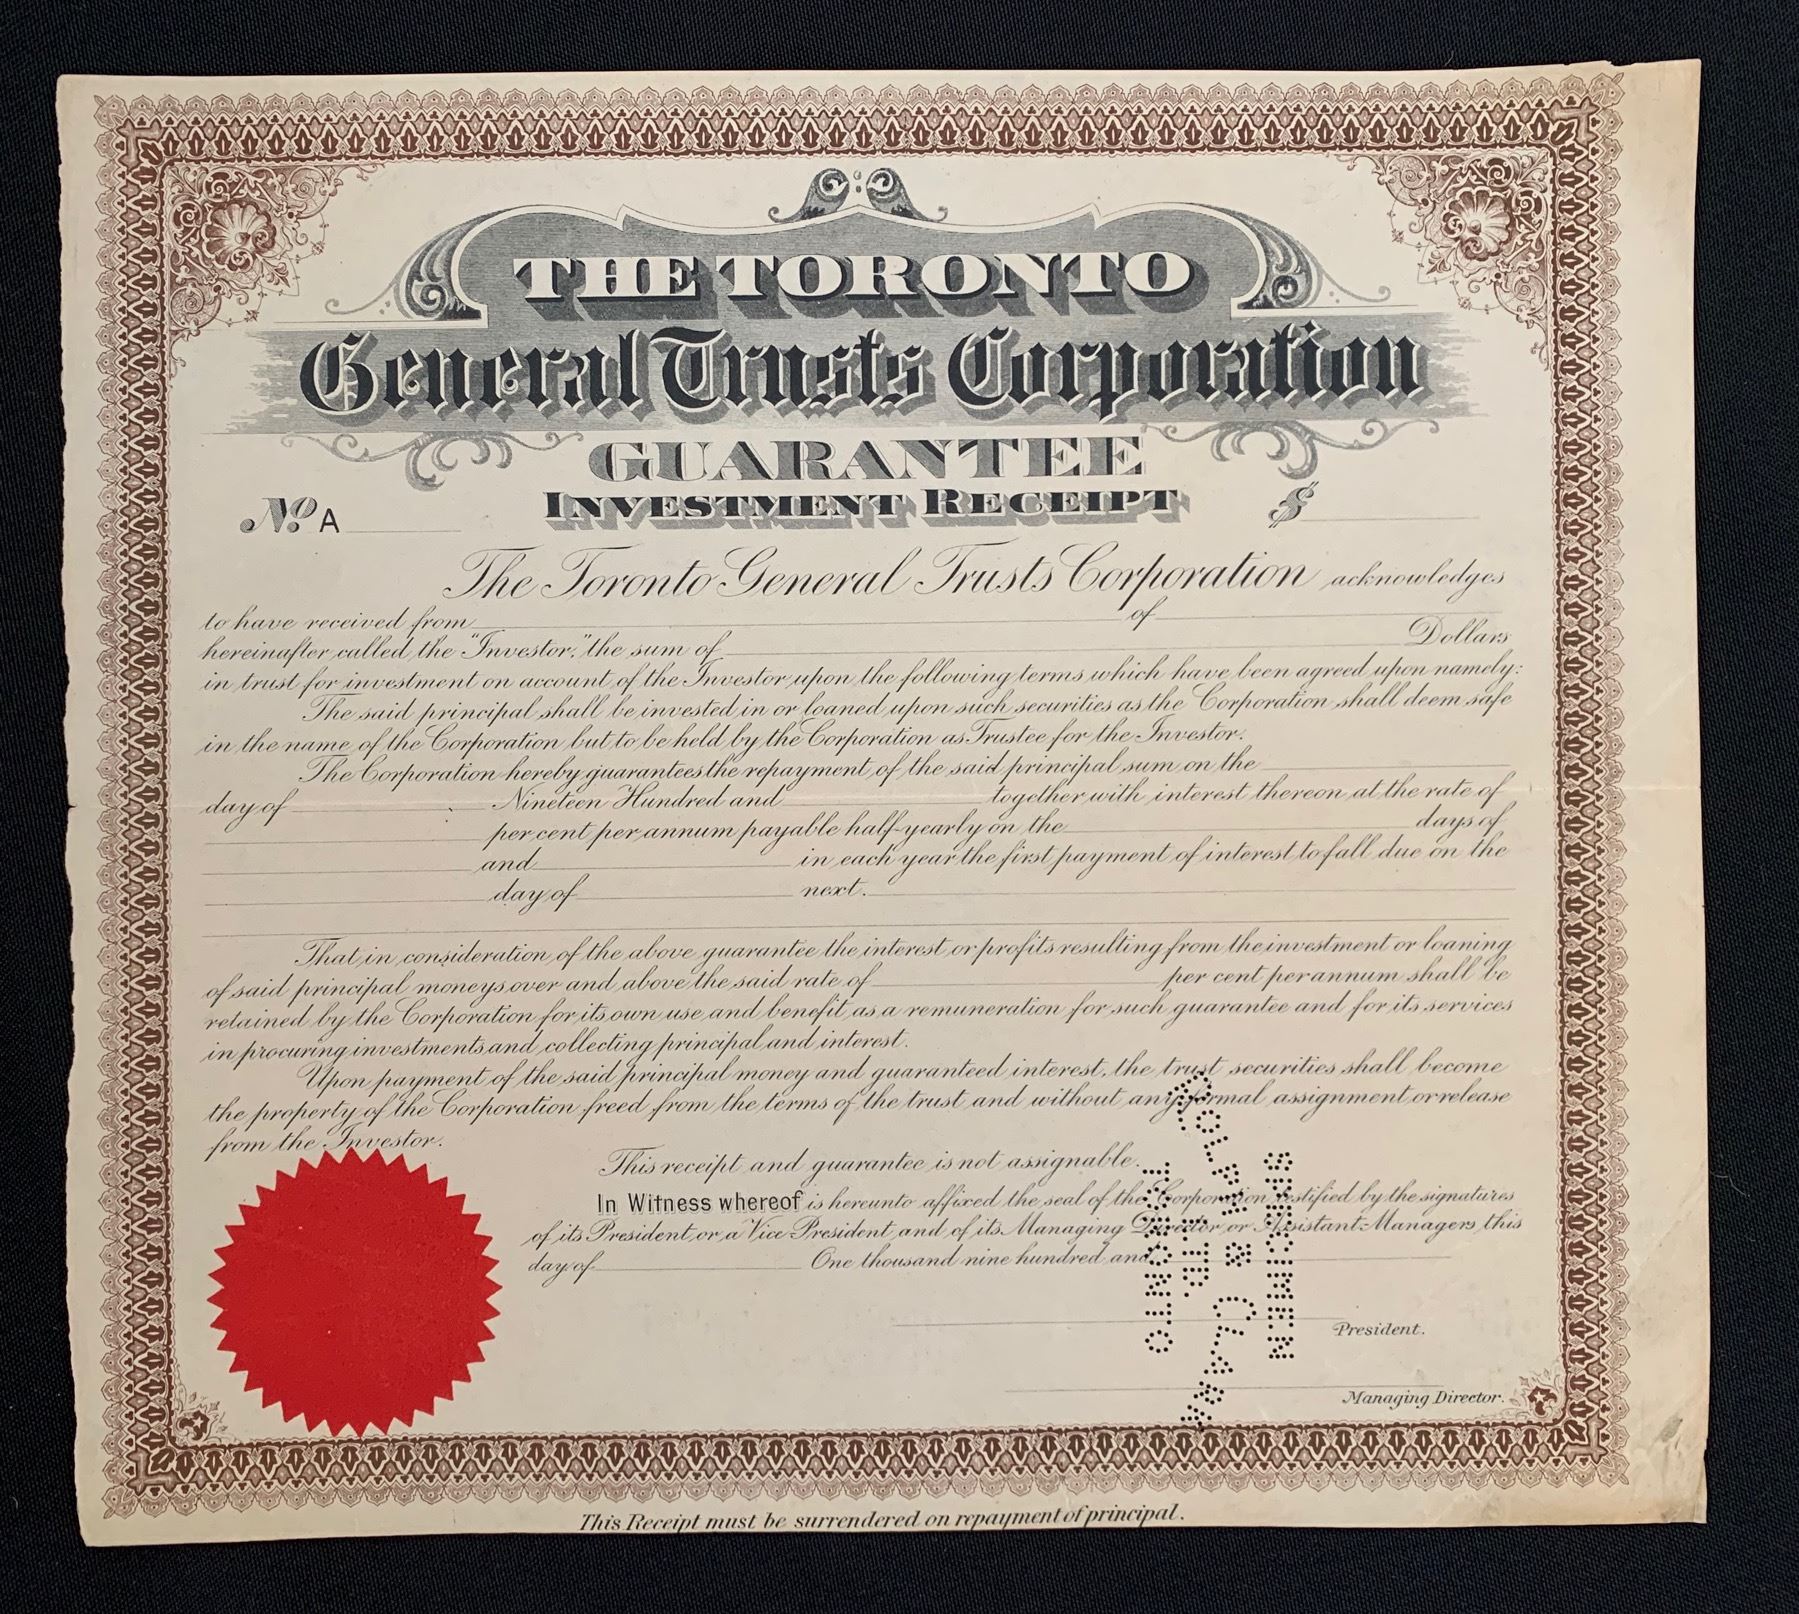 THE TORONTO
General Trusts Corporation
GUARANTEE
INVESTMENT RECEIPT
No. A $
The Toronto General Trusts Corporation acknowledges
to have received from of
hereinafter called the "Investor," the sum of Dollars
in trust for investment on account of the Investor upon the following terms which have been agreed upon namely:
The said principal shall be invested in or loaned upon such securities as the Corporation shall deem safe
in the name of the Corporation but to be held by the Corporation as Trustee for the Investor.
The Corporation hereby guarantees the repayment of the said principal sum on the
day of Nineteen Hundred and together with interest thereon at the rate of
per cent per annum payable half-yearly on the days of
and in each year the first payment of interest to fall due on the
day of next.
That in consideration of the above guarantee the interest or profits resulting from the investment or loaning
of said principal moneys over and above the said rate of per cent per annum shall be
retained by the Corporation for its own use and benefit as a remuneration for such guarantee and for its services
in procuring investments and collecting principal and interest.
Upon payment of the said principal money and guaranteed interest, the trust securities shall become
the property of the Corporation freed from the terms of the trust and without any formal assignment or release
from the Investor.
This receipt and guarantee is not assignable.
In Witness whereof is hereunto affixed the seal of the Corporation testified by the signatures
of its President or a Vice President and of its Managing Director or Assistant-Managers this
day of One thousand nine hundred and
President.
Managing Director.
SPECIMEN
TORONTO
This Receipt must be surrendered on repayment of principal.